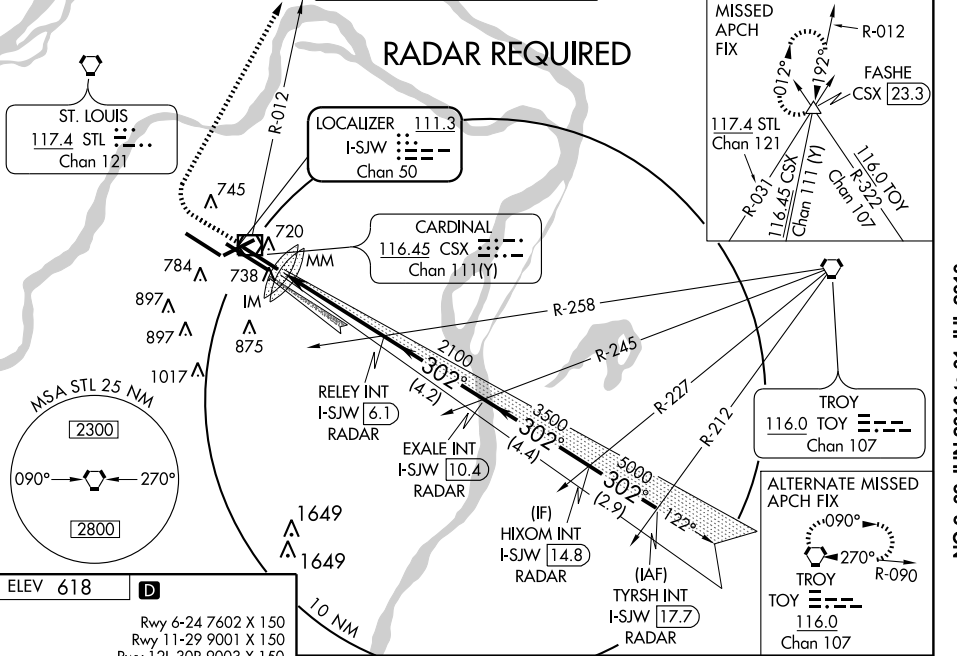 RADAR REQUIRED
MISSED
APCH
FIX
R-012
012°
192°
FASHE
CSX 23.3
117.4 STL
Chan 121
R-031
116.45 CSX
Chan 111 (Y)
116.0 TOY
R-322
Chan 107
ST. LOUIS
117.4 STL
Chan 121
R-012
LOCALIZER 111.3
I-SJW
Chan 50
745
720
CARDINAL
116.45 CSX
Chan 111(Y)
784
738
MM
IM
897
897
875
1017
R-258
R-245
R-227
R-212
2100
302°
(4.2)
3500
302°
(4.4)
5000
302°
(2.9)
122°
RELEY INT
I-SJW 6.1
RADAR
EXALE INT
I-SJW 10.4
RADAR
(IF)
HIXOM INT
I-SJW 14.8
RADAR
(IAF)
TYRSH INT
I-SJW 17.7
RADAR
TROY
116.0 TOY
Chan 107
MSA STL 25 NM
2300
090°
270°
2800
1649
1649
10 NM
ALTERNATE MISSED
APCH FIX
090°
270°
R-090
TROY
TOY
116.0
Chan 107
ELEV 618
D
Rwy 6-24 7602 X 150
Rwy 11-29 9001 X 150
Rwy 12L-30R 9003 X 150